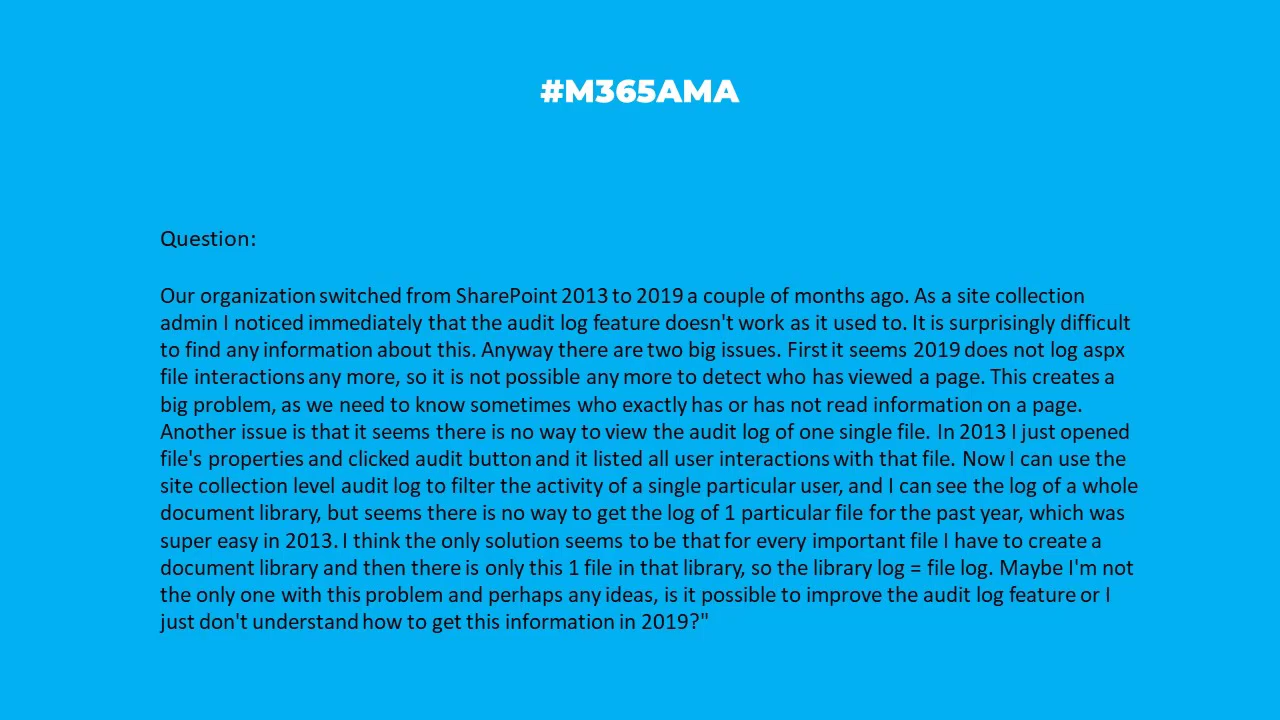 #M365AMA
Question:
Our organization switched from SharePoint 2013 to 2019 a couple of months ago. As a site collection
admin I noticed immediately that the audit log feature doesn't work as it used to. It is surprisingly difficult
to find any information about this. Anyway there are two big issues. First it seems 2019 does not log aspx
file interactions any more, so it is not possible any more to detect who has viewed a page. This creates a
big problem, as we need to know sometimes who exactly has or has not read information on a page.
Another issue is that it seems there is no way to view the audit log of one single file. In 2013 I just opened
file's properties and clicked audit button and it listed all user interactions with that file. Now I can use the
site collection level audit log to filter the activity of a single particular user, and I can see the log of a whole
document library, but seems there is no way to get the log of 1 particular file for the past year, which was
super easy in 2013. I think the only solution seems to be that for every important file I have to create a
document library and then there is only this 1 file in that library, so the library log = file log. Maybe I'm not
the only one with this problem and perhaps any ideas, is it possible to improve the audit log feature or I
just don't understand how to get this information in 2019?"